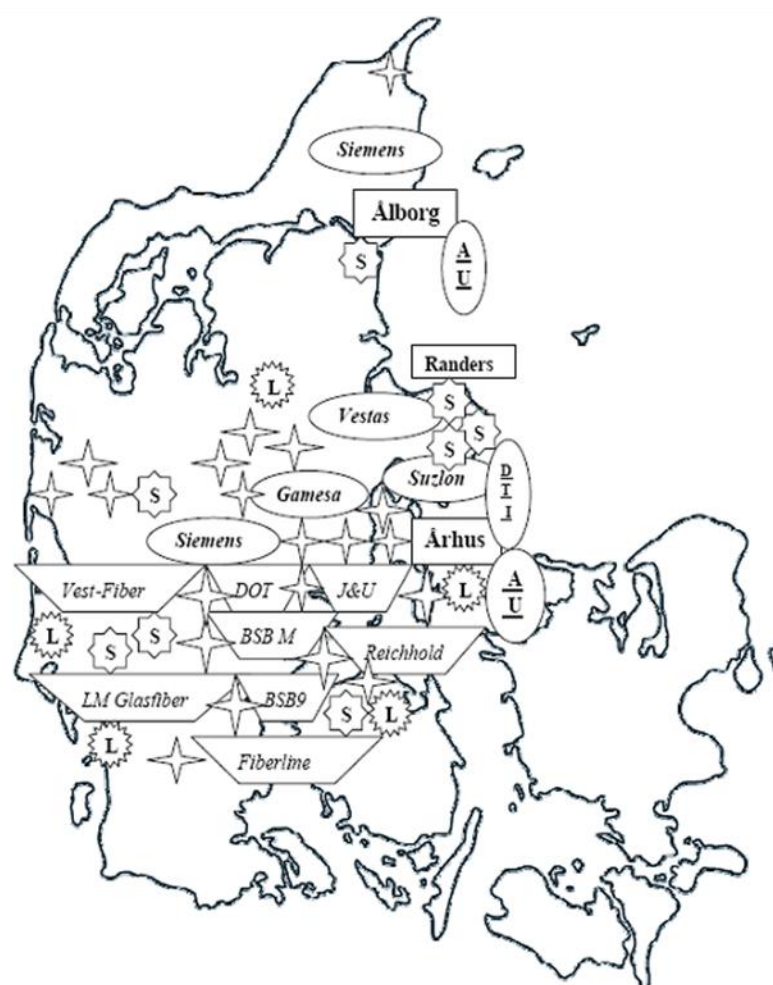 Siemens
Ålborg
A
U
S
Randers
L
S
Vestas
S
S
Suzlon
D
T
I
S
Gamesa
Siemens
Århus
Vest-Fiber
DOT
J&U
L
A
U
L
S
S
BSB M
Reichhold
LM Glasfiber
BSB9
S
L
L
Fiberline